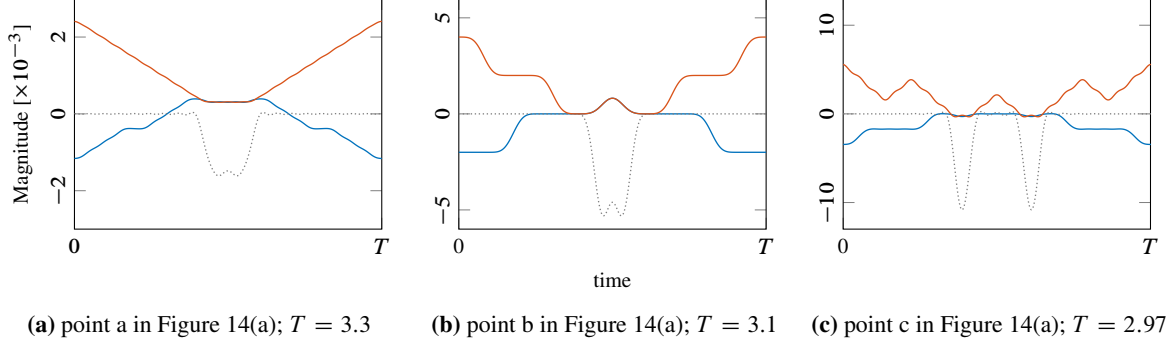 Magnitude [×10⁻³]
2
0
−2
0
T
5
0
−5
0
T
10
0
−10
0
T
time
(a) point a in Figure 14(a); T = 3.3
(b) point b in Figure 14(a); T = 3.1
(c) point c in Figure 14(a); T = 2.97